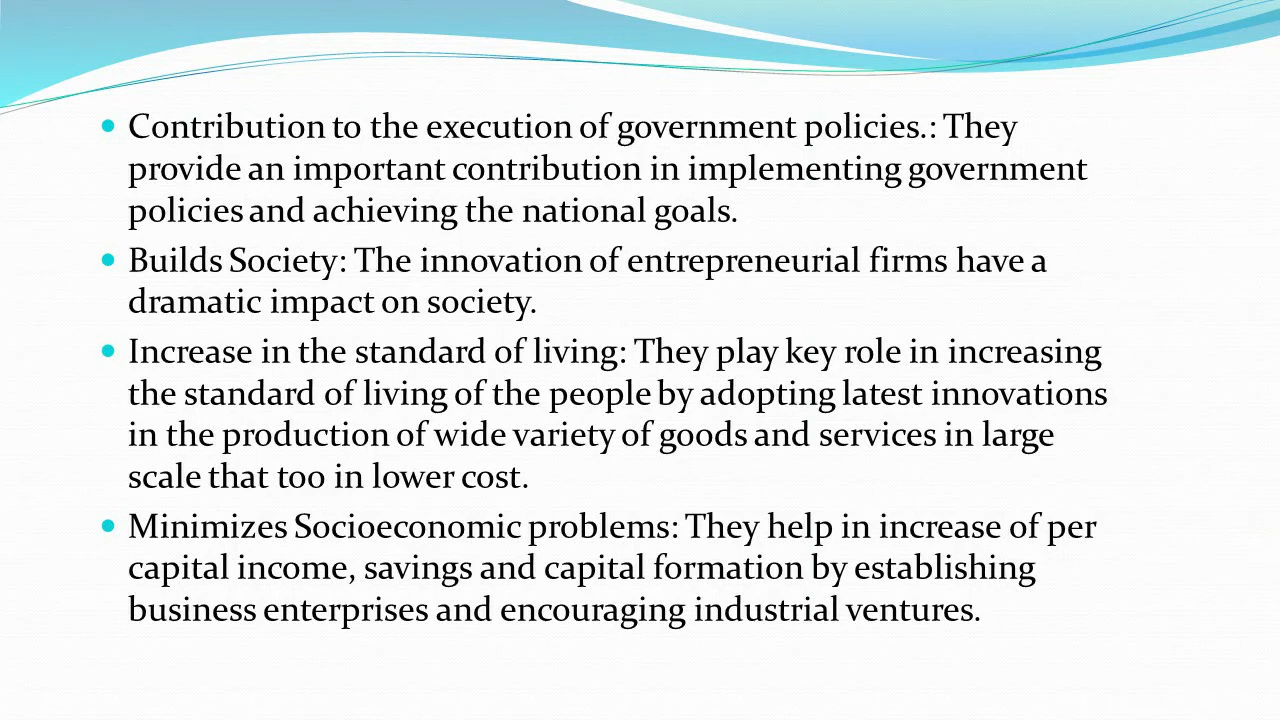 • Contribution to the execution of government policies.: They
provide an important contribution in implementing government
policies and achieving the national goals.
• Builds Society: The innovation of entrepreneurial firms have a
dramatic impact on society.
• Increase in the standard of living: They play key role in increasing
the standard of living of the people by adopting latest innovations
in the production of wide variety of goods and services in large
scale that too in lower cost.
• Minimizes Socioeconomic problems: They help in increase of per
capital income, savings and capital formation by establishing
business enterprises and encouraging industrial ventures.